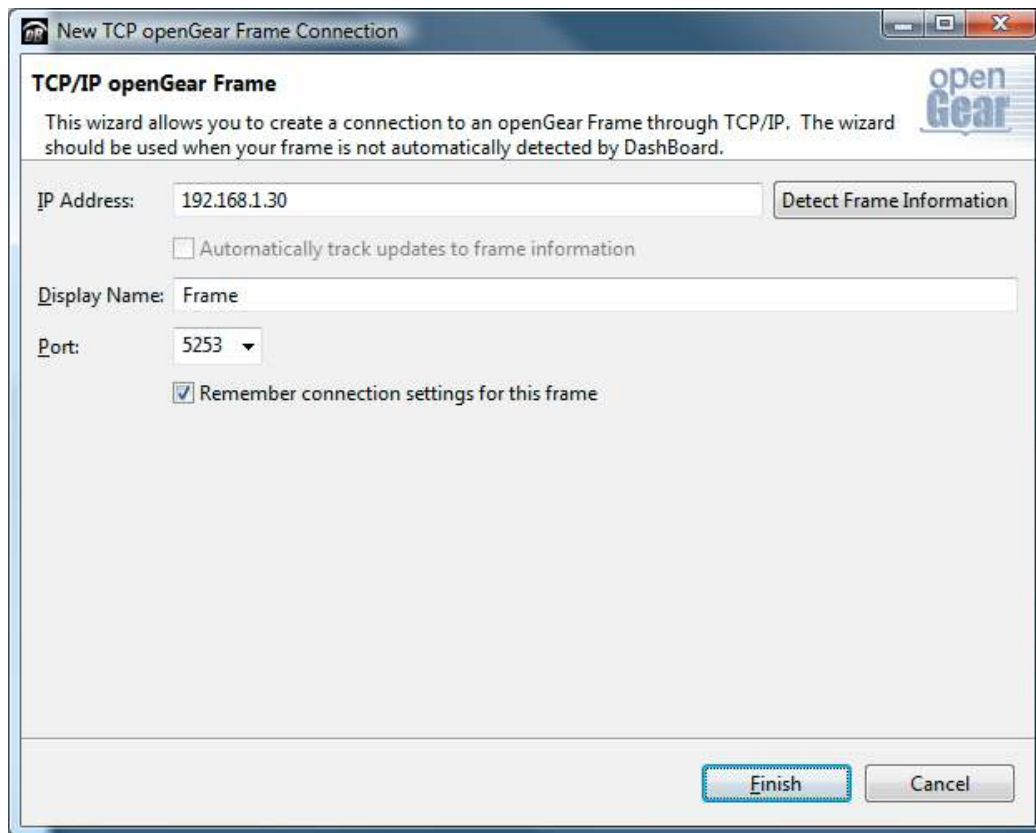 DB New TCP openGear Frame Connection
TCP/IP openGear Frame
open
Gear
This wizard allows you to create a connection to an openGear Frame through TCP/IP. The wizard
should be used when your frame is not automatically detected by DashBoard.
IP Address: 192.168.1.30 Detect Frame Information
Automatically track updates to frame information
Display Name: Frame
Port: 5253
Remember connection settings for this frame
Finish Cancel